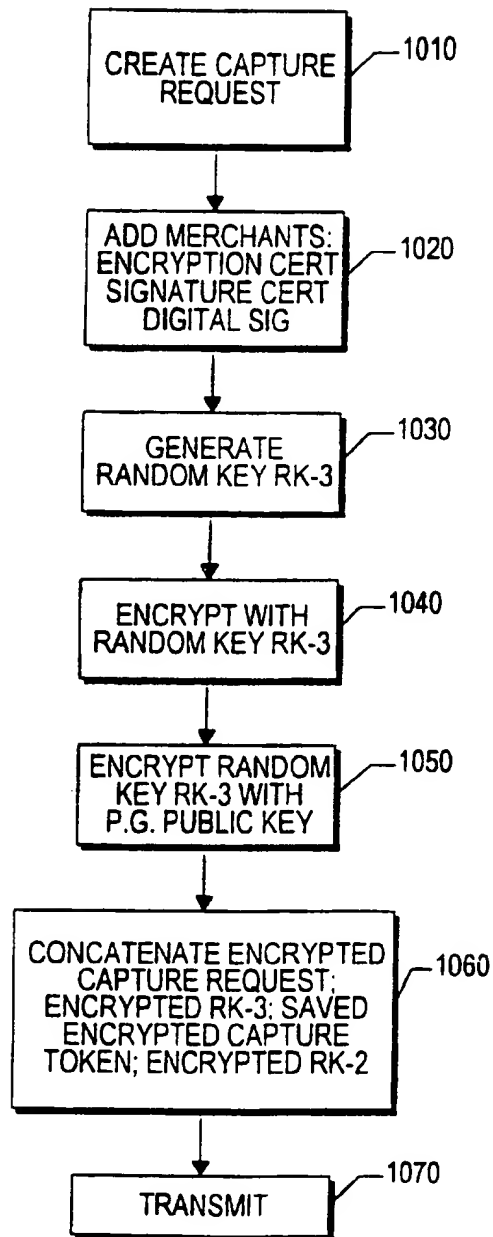 CREATE CAPTURE
REQUEST
1010
ADD MERCHANTS:
ENCRYPTION CERT
SIGNATURE CERT
DIGITAL SIG
1020
GENERATE
RANDOM KEY RK-3
1030
ENCRYPT WITH
RANDOM KEY RK-3
1040
ENCRYPT RANDOM
KEY RK-3 WITH
P.G. PUBLIC KEY
1050
CONCATENATE ENCRYPTED
CAPTURE REQUEST;
ENCRYPTED RK-3; SAVED
ENCRYPTED CAPTURE
TOKEN; ENCRYPTED RK-2
1060
TRANSMIT
1070